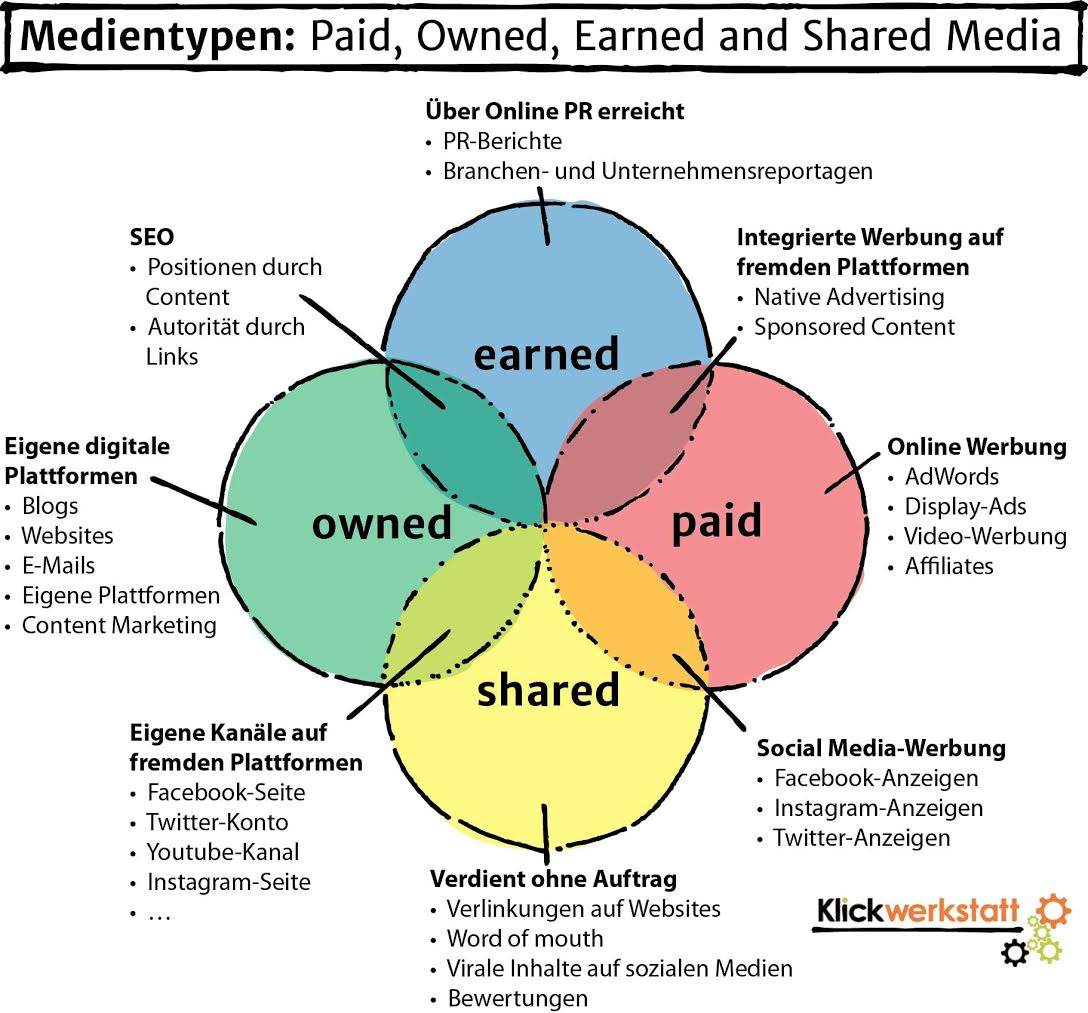 Medientypen: Paid, Owned, Earned and Shared Media
Über Online PR erreicht
• PR-Berichte
• Branchen- und Unternehmensreportagen
SEO
• Positionen durch
Content
• Autorität durch
Links
Integrierte Werbung auf
fremden Plattformen
• Native Advertising
• Sponsored Content
earned
Eigene digitale
Plattformen
• Blogs
• Websites
• E-Mails
• Eigene Plattformen
• Content Marketing
owned
paid
Online Werbung
• AdWords
• Display-Ads
• Video-Werbung
• Affiliates
shared
Eigene Kanäle auf
fremden Plattformen
• Facebook-Seite
• Twitter-Konto
• Youtube-Kanal
• Instagram-Seite
• ...
Social Media-Werbung
• Facebook-Anzeigen
• Instagram-Anzeigen
• Twitter-Anzeigen
Verdient ohne Auftrag
• Verlinkungen auf Websites
• Word of mouth
• Virale Inhalte auf sozialen Medien
• Bewertungen
Klickwerkstatt